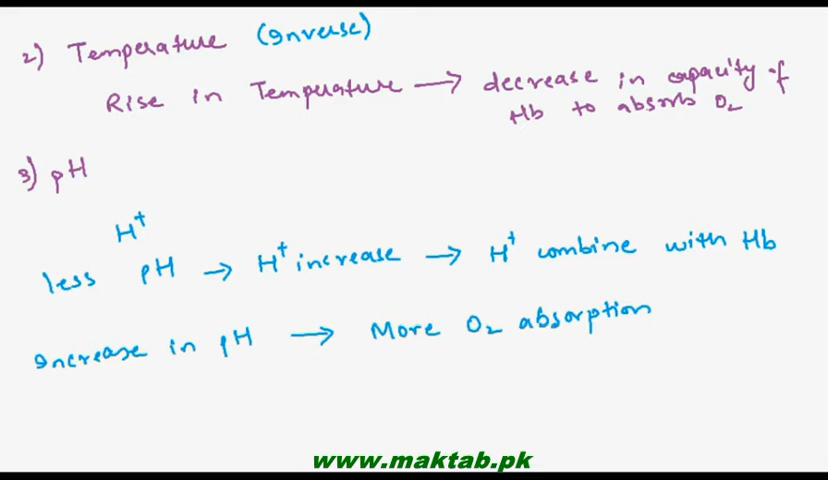 2) Temperature (Inverse)
Rise in Temperature → decrease in capacity of
Hb to absorb O₂
3) pH
H⁺
less pH → H⁺ increase → H⁺ combine with Hb
Increase in pH → More O₂ absorption
www.maktab.pk